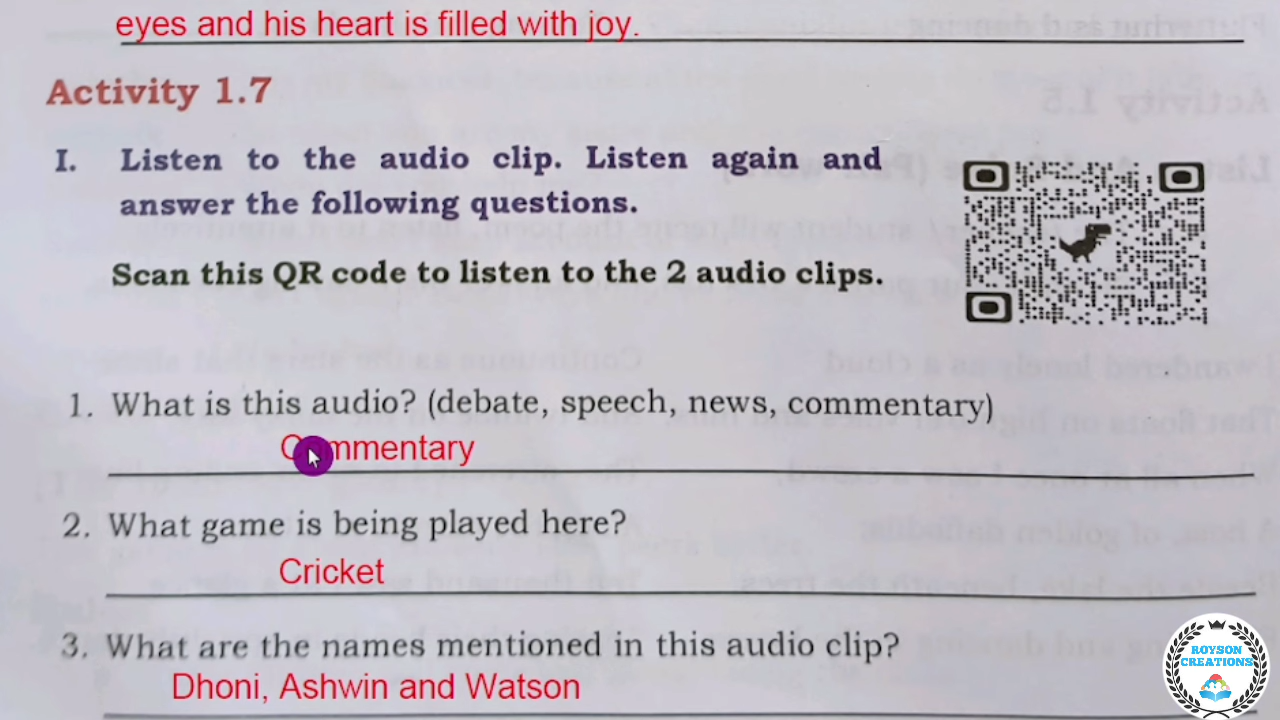 eyes and his heart is filled with joy.
Activity 1.7
I. Listen to the audio clip. Listen again and
answer the following questions.
Scan this QR code to listen to the 2 audio clips.
1. What is this audio? (debate, speech, news, commentary)
Commentary
2. What game is being played here?
Cricket
3. What are the names mentioned in this audio clip?
Dhoni, Ashwin and Watson
ROYSON
CREATIONS